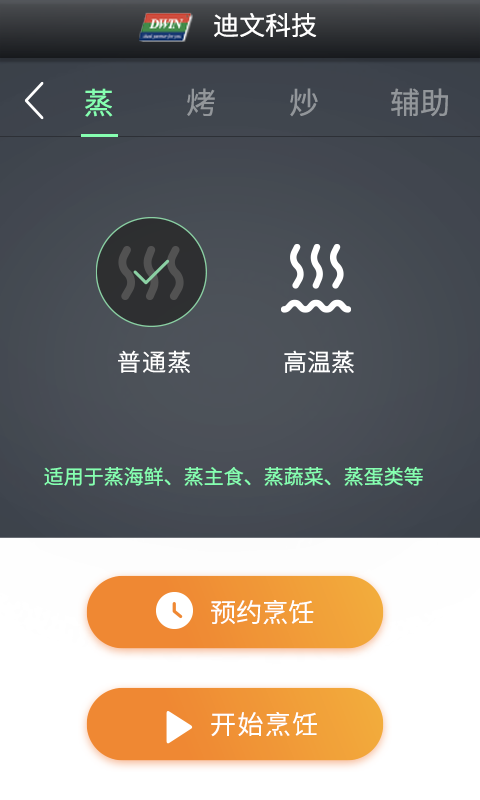 DWIN 迪文科技
蒸 烤 炒 辅助
普通蒸 高温蒸
适用于蒸海鲜、蒸主食、蒸蔬菜、蒸蛋类等
预约烹饪
开始烹饪